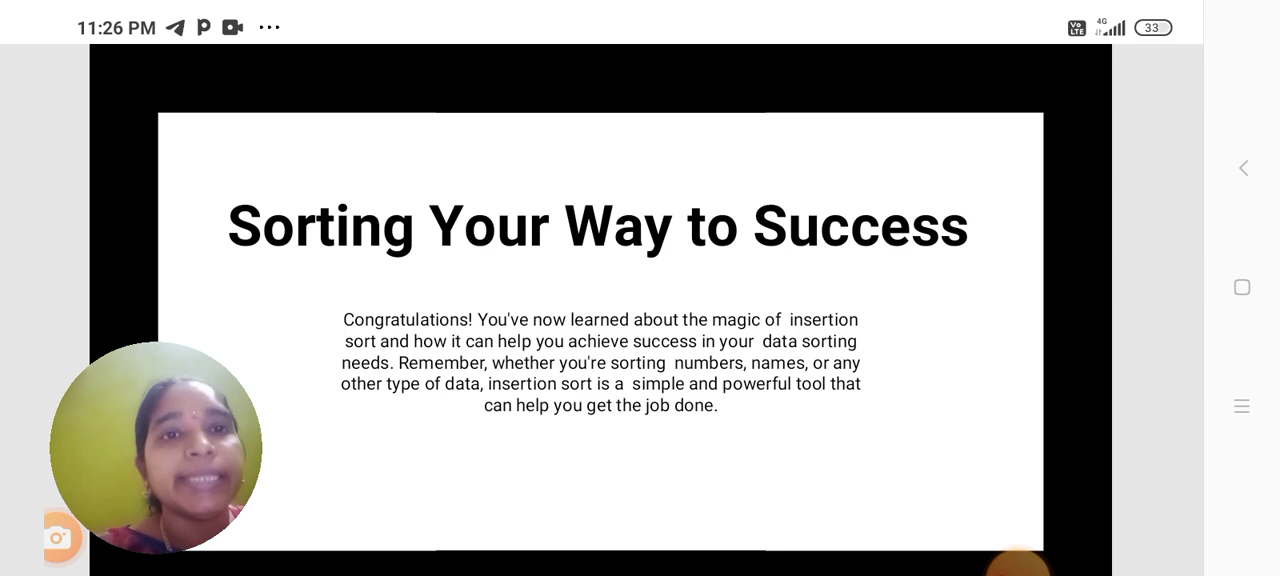 11:26 PM
Vo LTE 4G 33
Sorting Your Way to Success
Congratulations! You've now learned about the magic of  insertion
sort and how it can help you achieve success in your  data sorting
needs. Remember, whether you're sorting  numbers, names, or any
other type of data, insertion sort is a  simple and powerful tool that
can help you get the job done.